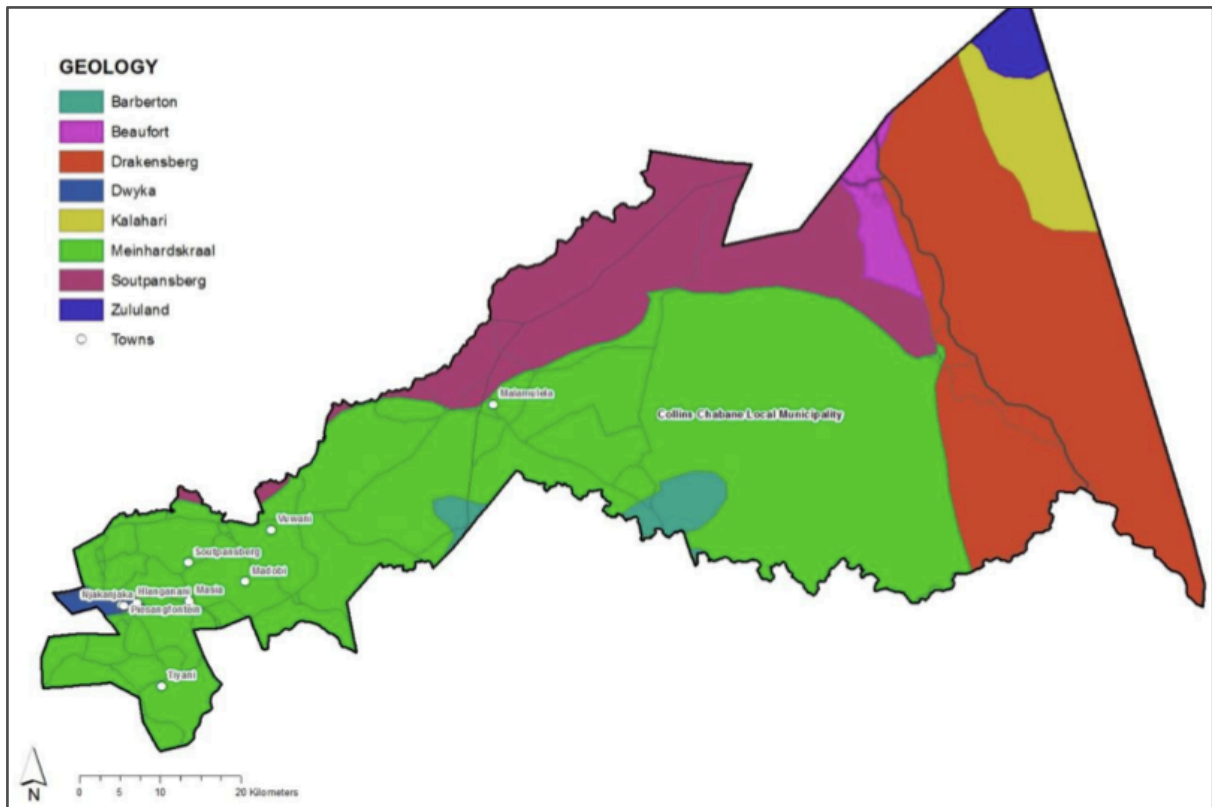 GEOLOGY
Barberton
Beaufort
Drakensberg
Dwyka
Kalahari
Meinhardskraal
Soutpansberg
Zululand
Towns
Malamulela
Collins Chabane Local Municipality
Vuwani
Soutpansberg
Madobi
Njakanjaka
Hlanganani
Masia
Piesangfontein
Tiyani
N
0 5 10 20 Kilometers